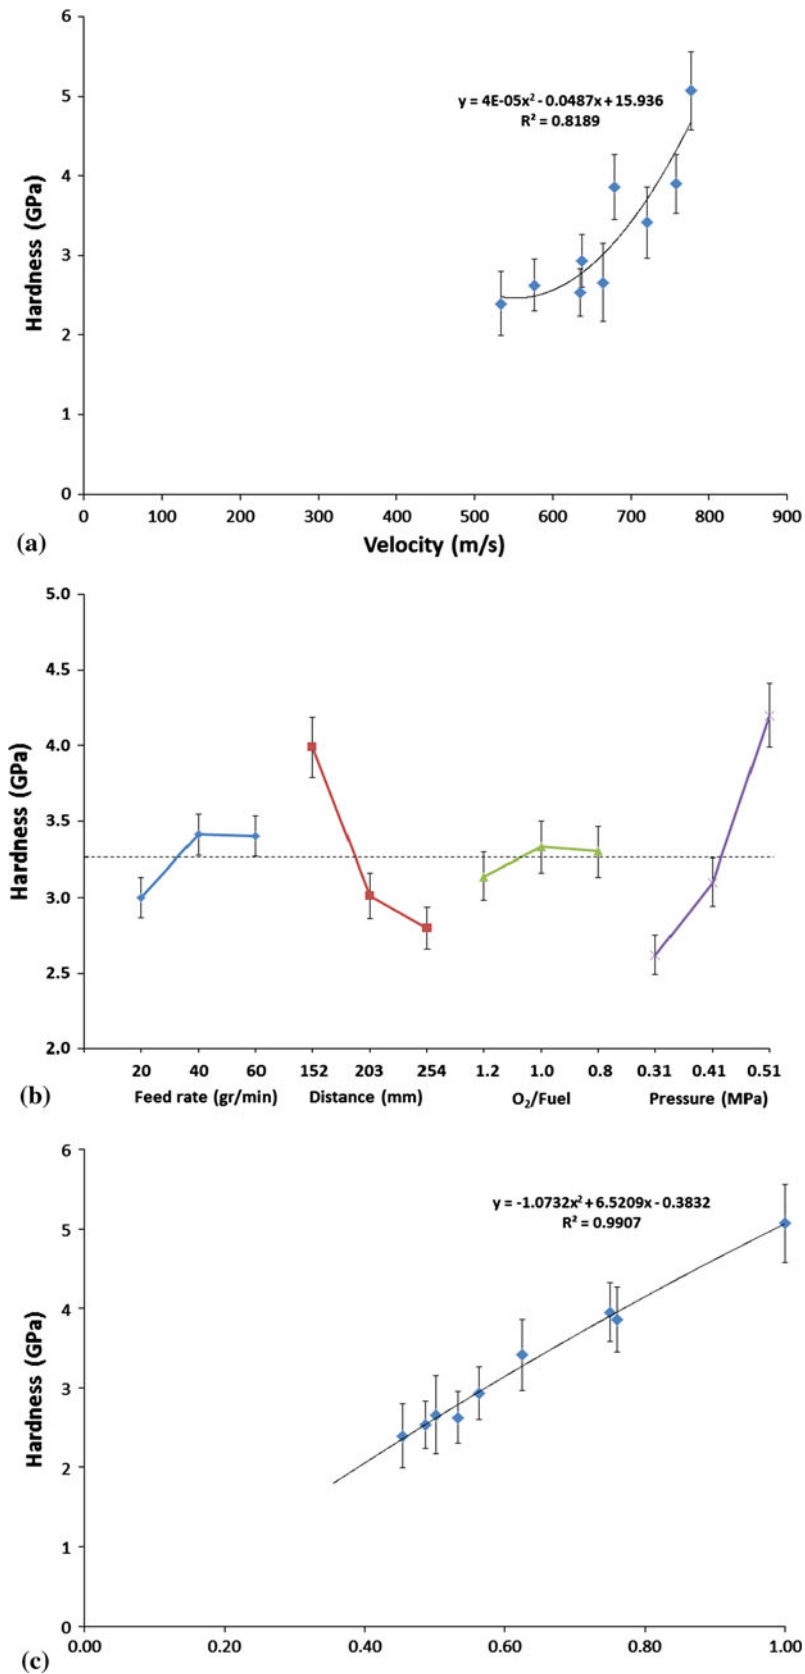 6
5
4
3
2
1
0
Hardness (GPa)
y = 4E-05x² - 0.0487x + 15.936
R² = 0.8189
0 100 200 300 400 500 600 700 800 900
(a)
Velocity (m/s)
5.0
4.5
4.0
3.5
3.0
2.5
2.0
Hardness (GPa)
20 40 60 152 203 254 1.2 1.0 0.8 0.31 0.41 0.51
(b)
Feed rate (gr/min) Distance (mm) O₂/Fuel Pressure (MPa)
6
5
4
3
2
1
0
Hardness (GPa)
y = -1.0732x² + 6.5209x - 0.3832
R² = 0.9907
0.00 0.20 0.40 0.60 0.80 1.00
(c)